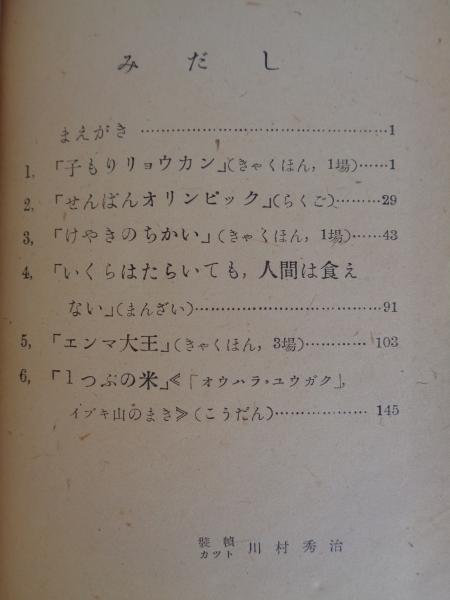 みだし
まえがき …………………………………………1
1, 「子もりリョウカン」(きゃくほん, 1場)……1
2, 「せんばんオリンピック」(らくご)………29
3, 「けやきのちかい」(きゃくほん, 1場)……43
4, 「いくらはたらいても, 人間は食え
ない」(まんざい)………………………………91
5, 「エンマ大王」(きゃくほん, 3場)………… 103
6, 「1つぶの米」≪「オウハラ・ユウガク」,
イブキ山のまき≫(こうだん)……………… 145
装幀
カツト 川村秀治